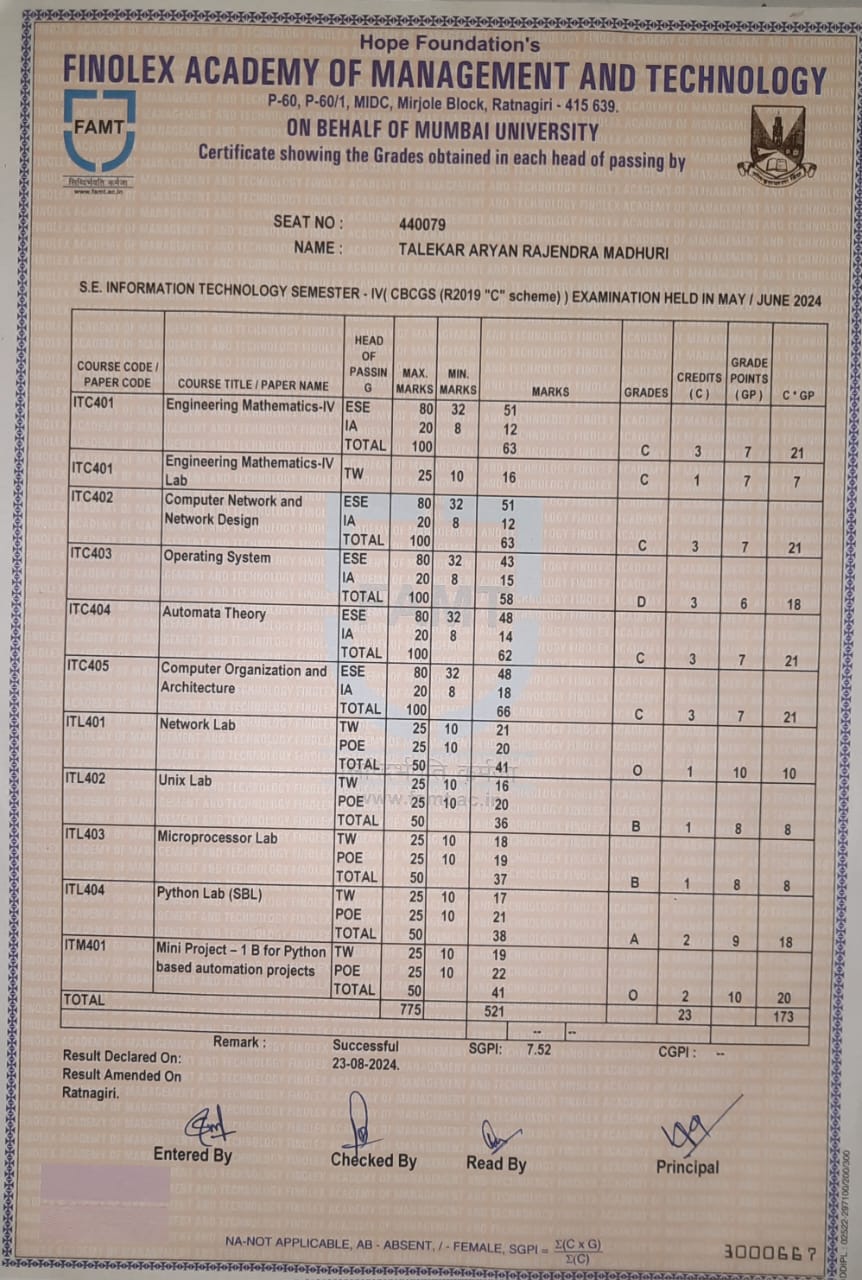 Hope Foundation's
FINOLEX ACADEMY OF MANAGEMENT AND TECHNOLOGY
P-60, P-60/1, MIDC, Mirjole Block, Ratnagiri - 415 639.
FAMT
ON BEHALF OF MUMBAI UNIVERSITY
Certificate showing the Grades obtained in each head of passing by
www.famt.ac.in
SEAT NO : 440079
NAME : TALEKAR ARYAN RAJENDRA MADHURI
S.E. INFORMATION TECHNOLOGY SEMESTER - IV( CBCGS (R2019 "C" scheme) ) EXAMINATION HELD IN MAY / JUNE 2024
COURSE CODE / PAPER CODE COURSE TITLE / PAPER NAME HEAD OF PASSIN G MAX. MARKS MIN. MARKS MARKS GRADES CREDITS ( C ) GRADE POINTS ( GP ) C * GP
ITC401 Engineering Mathematics-IV ESE 80 32 51
IA 20 8 12
TOTAL 100 63 C 3 7 21
ITC401 Engineering Mathematics-IV Lab TW 25 10 16 C 1 7 7
ITC402 Computer Network and ESE 80 32 51
Network Design IA 20 8 12
TOTAL 100 63 C 3 7 21
ITC403 Operating System ESE 80 32 43
IA 20 8 15
TOTAL 100 58 D 3 6 18
ITC404 Automata Theory ESE 80 32 48
IA 20 8 14
TOTAL 100 62 C 3 7 21
ITC405 Computer Organization and ESE 80 32 48
Architecture IA 20 8 18
TOTAL 100 66 C 3 7 21
ITL401 Network Lab TW 25 10 21
POE 25 10 20
TOTAL 50 41 O 1 10 10
ITL402 Unix Lab TW 25 10 16
POE 25 10 20
TOTAL 50 36 B 1 8 8
ITL403 Microprocessor Lab TW 25 10 18
POE 25 10 19
TOTAL 50 37 B 1 8 8
ITL404 Python Lab (SBL) TW 25 10 17
POE 25 10 21
TOTAL 50 38 A 2 9 18
ITM401 Mini Project – 1 B for Python TW 25 10 19
based automation projects POE 25 10 22
TOTAL 50 41 O 2 10 20
TOTAL 775 521 23 173
-- --
Remark : Successful SGPI: 7.52 CGPI : --
Result Declared On: 23-08-2024.
Result Amended On
Ratnagiri.
Entered By Checked By Read By Principal
NA-NOT APPLICABLE, AB - ABSENT, / - FEMALE, SGPI = Σ(C x G) / Σ(C)
3000667